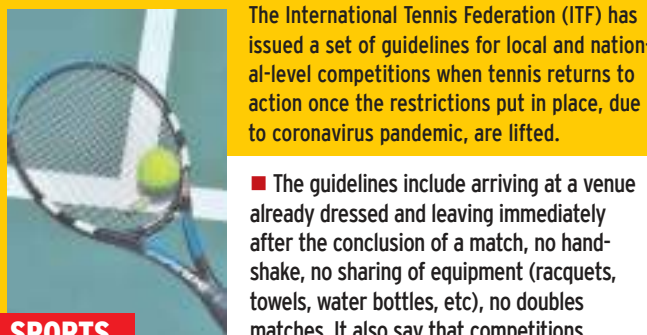 The International Tennis Federation (ITF) has
issued a set of guidelines for local and nation-
al-level competitions when tennis returns to
action once the restrictions put in place, due
to coronavirus pandemic, are lifted.
■ The guidelines include arriving at a venue
already dressed and leaving immediately
after the conclusion of a match, no hand-
shake, no sharing of equipment (racquets,
towels, water bottles, etc), no doubles
matches. It also say that competitions
SPORTS